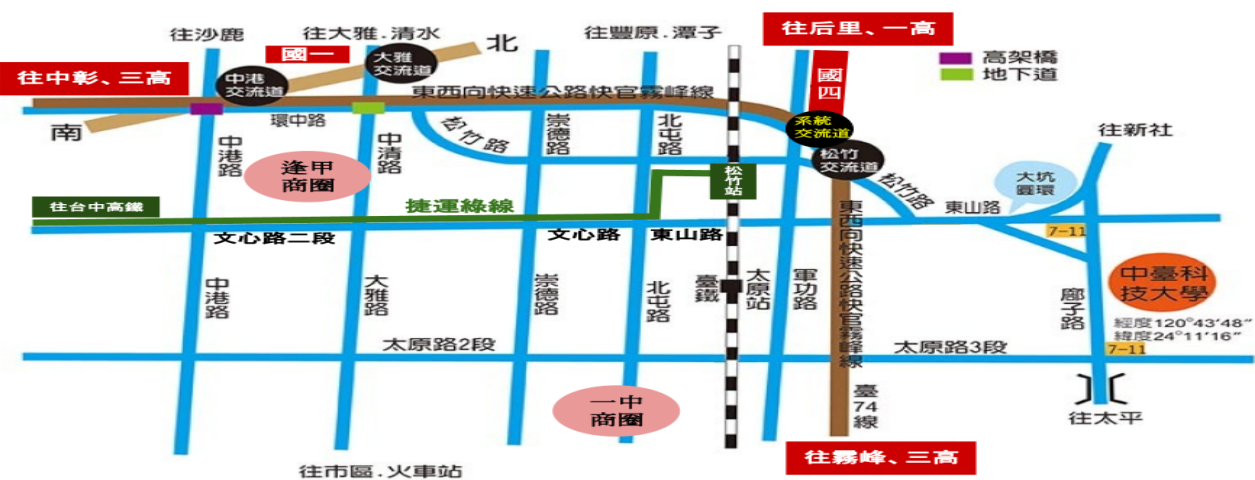 往沙鹿
往大雅.清水
往豐原.潭子
往后里、一高
國一
北
大雅
交流道
高架橋
地下道
往中彰、三高
中港
交流道
國四
東西向快速公路快官霧峰線
南
環中路
松竹路
崇德路
北屯路
系統
交流道
往新社
中港路
中清路
松竹
交流道
逢甲
商圈
松竹站
松竹路
大坑
圓環
往台中高鐵
捷運綠線
東山路
文心路二段
文心路
東山路
7-11
東西向快速公路快官霧峰線
中港路
大雅路
崇德路
北屯路
臺鐵
太原站
軍功路
廍子路
中臺科
技大學
經度120°43'48"
緯度24°11'16"
太原路2段
太原路3段
7-11
一中
商圈
臺74線
往太平
往市區.火車站
往霧峰、三高